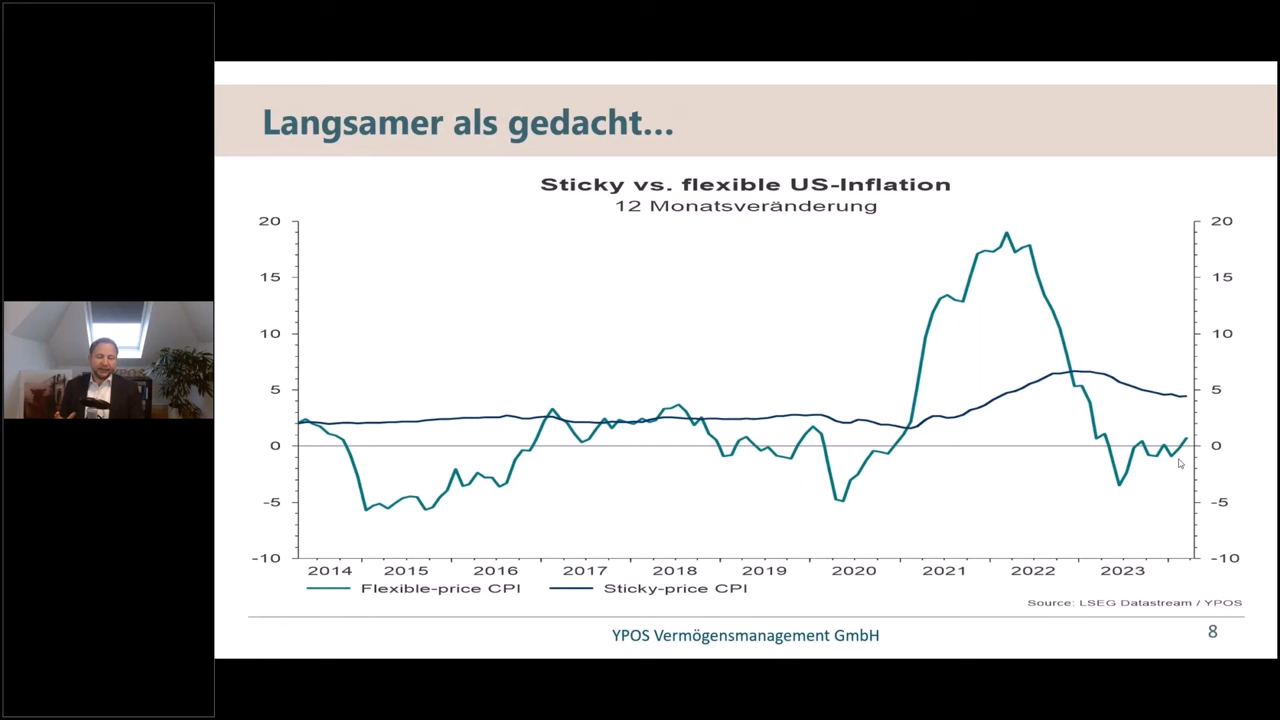 Langsamer als gedacht...
Sticky vs. flexible US-Inflation
12 Monatsveränderung
20 20
15 15
10 10
5 5
0 0
-5 -5
-10 -10
2014 2015 2016 2017 2018 2019 2020 2021 2022 2023
Flexible-price CPI Sticky-price CPI
Source: LSEG Datastream / YPOS
YPOS Vermögensmanagement GmbH
8
YPOS